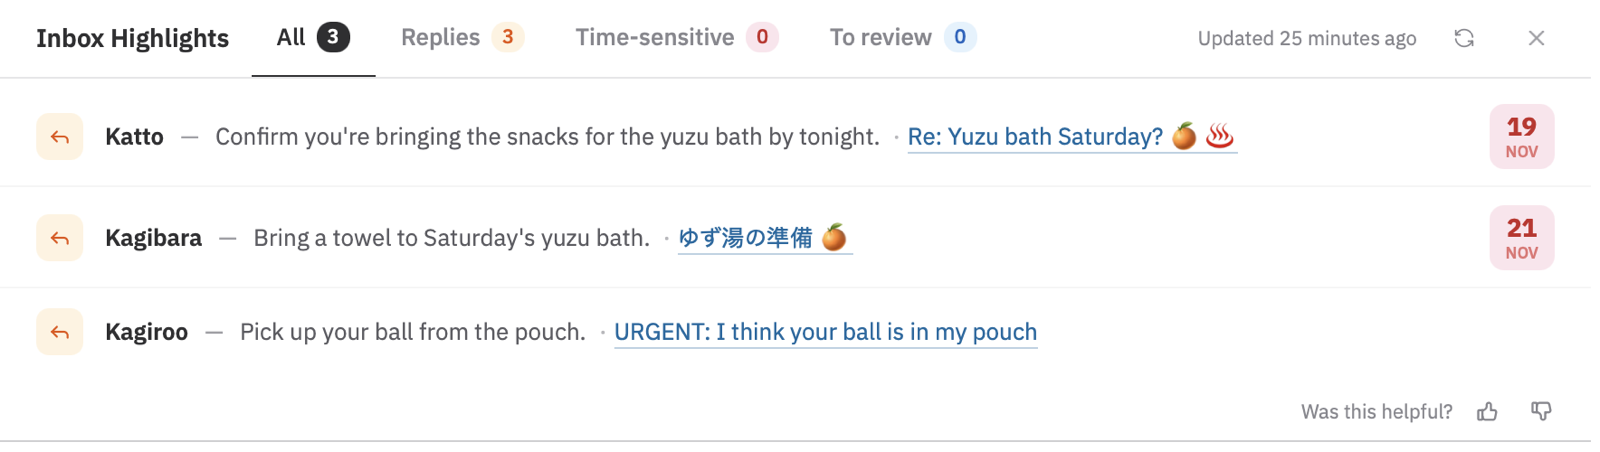 Inbox Highlights All 3 Replies 3 Time-sensitive 0 To review 0 Updated 25 minutes ago
Katto — Confirm you're bringing the snacks for the yuzu bath by tonight. · Re: Yuzu bath Saturday? 🍊 ♨️ 19 NOV
Kagibara — Bring a towel to Saturday's yuzu bath. · ゆず湯の準備 🍊 21 NOV
Kagiroo — Pick up your ball from the pouch. · URGENT: I think your ball is in my pouch
Was this helpful?